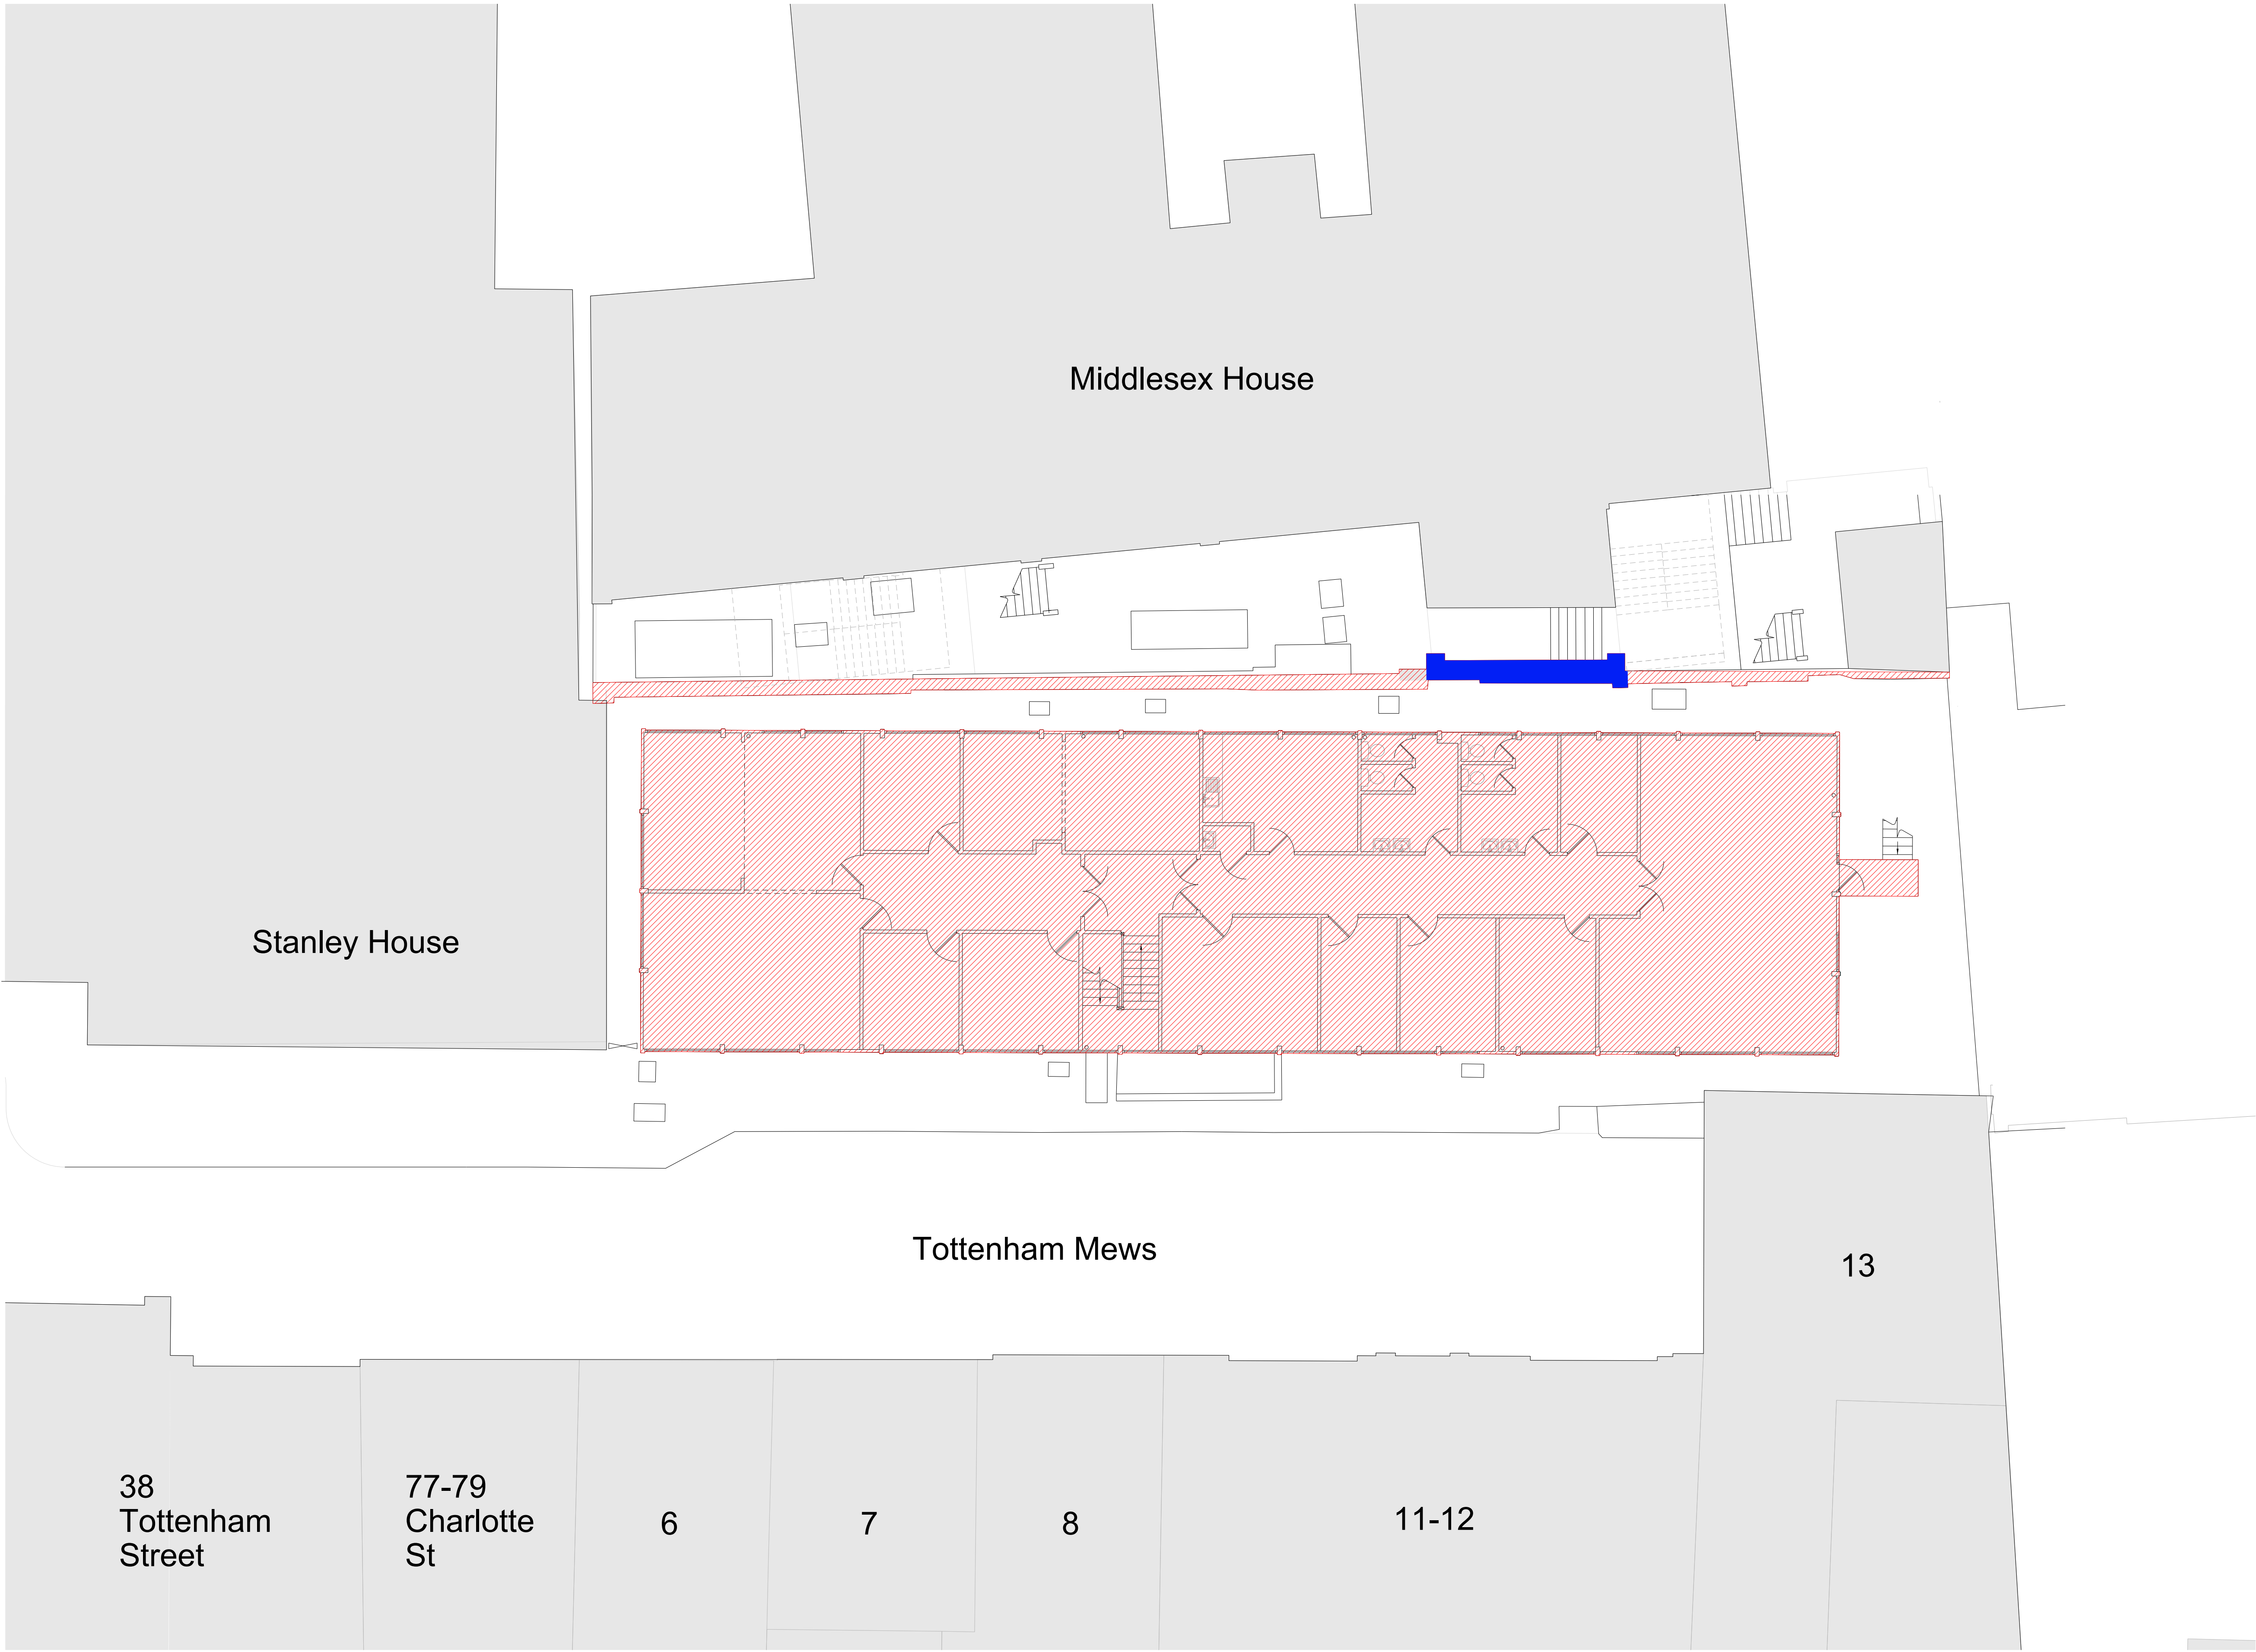 Middlesex House
Stanley House
Tottenham Mews
13
38
Tottenham
Street
77-79
Charlotte
St
6
7
8
11-12